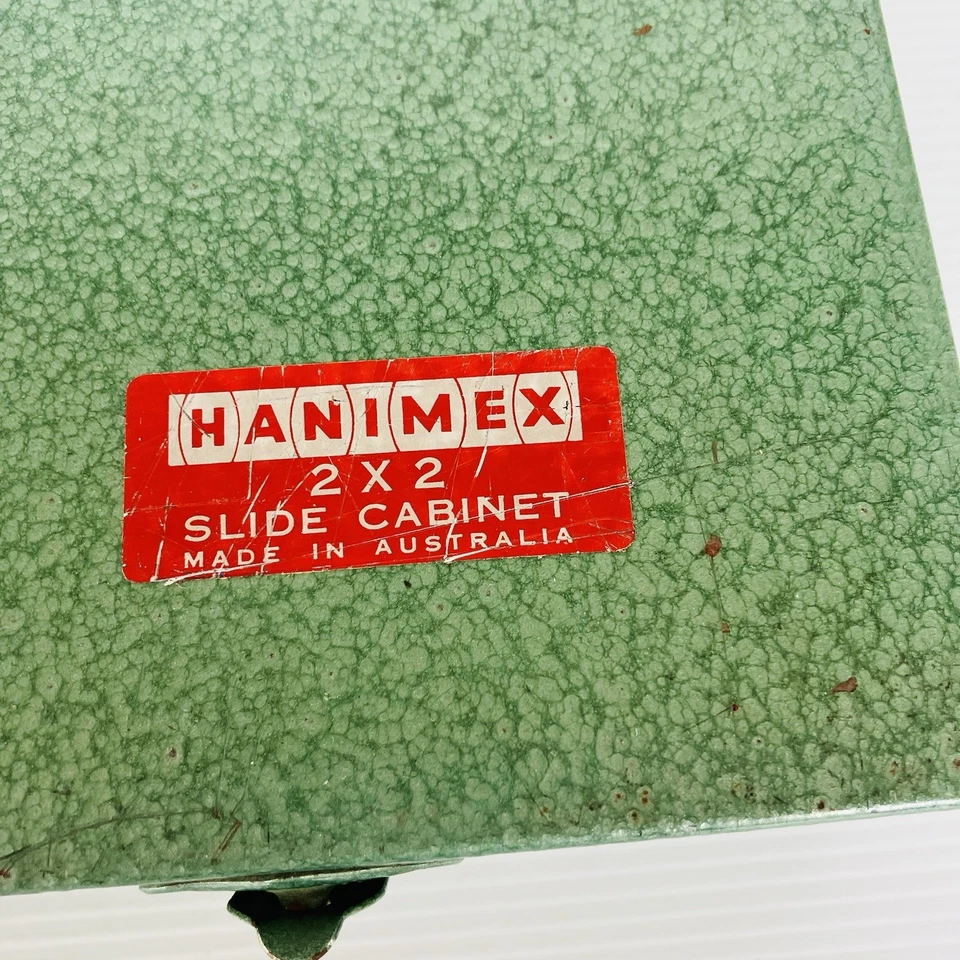 HANIMEX
2 X 2
SLIDE CABINET
MADE IN AUSTRALIA